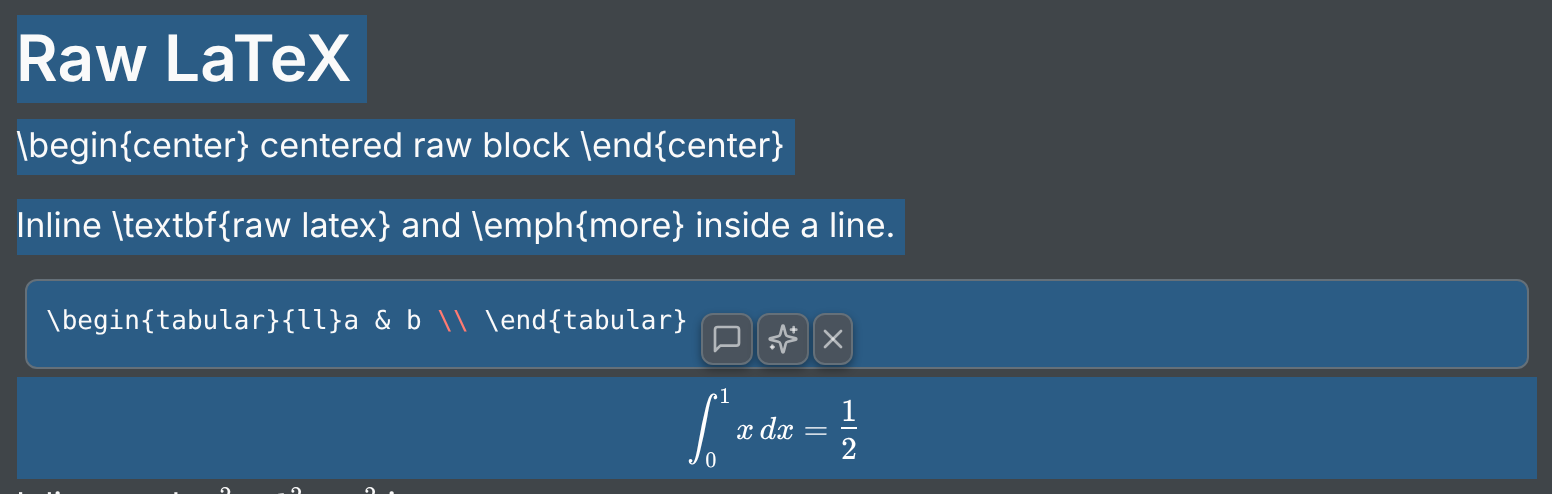 Raw LaTeX
\begin{center} centered raw block \end{center}
Inline \textbf{raw latex} and \emph{more} inside a line.
\begin{tabular}{ll}a & b \\ \end{tabular}
∫₀¹ x dx = 1/2